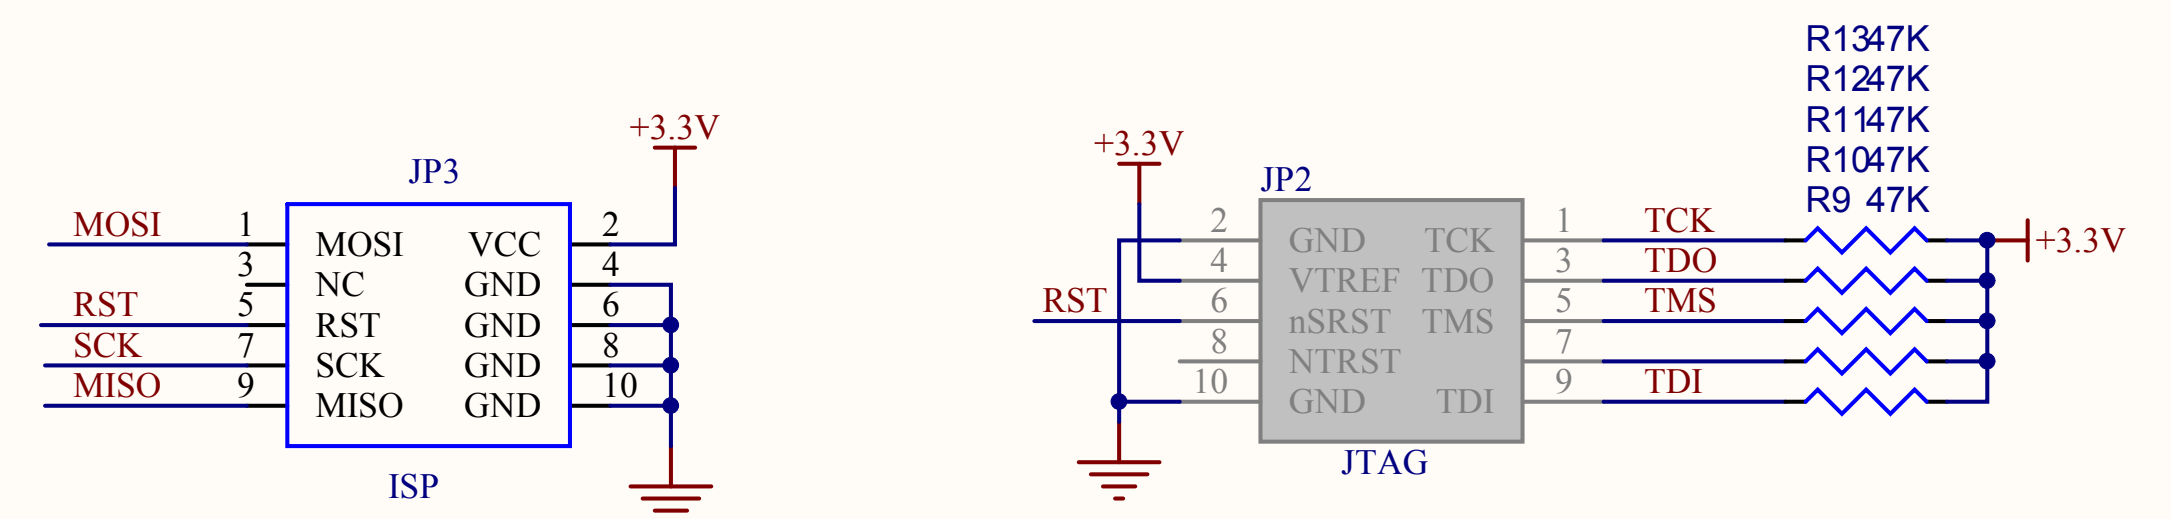 +3.3V
JP3
MOSI 1 MOSI VCC 2
3 NC GND 4
RST 5 RST GND 6
SCK 7 SCK GND 8
MISO 9 MISO GND 10
ISP
R13 47K
R12 47K
R11 47K
R10 47K
R9 47K
+3.3V
JP2
2 GND TCK 1 TCK
+3.3V
4 VTREF TDO 3 TDO
RST 6 nSRST TMS 5 TMS
8 NTRST 7
10 GND TDI 9 TDI
JTAG